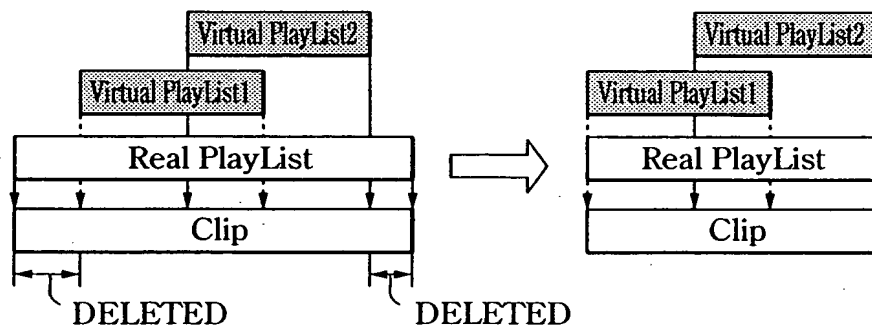 Virtual PlayList2
Virtual PlayList1
Real PlayList
Clip
DELETED
DELETED
Virtual PlayList2
Virtual PlayList1
Real PlayList
Clip